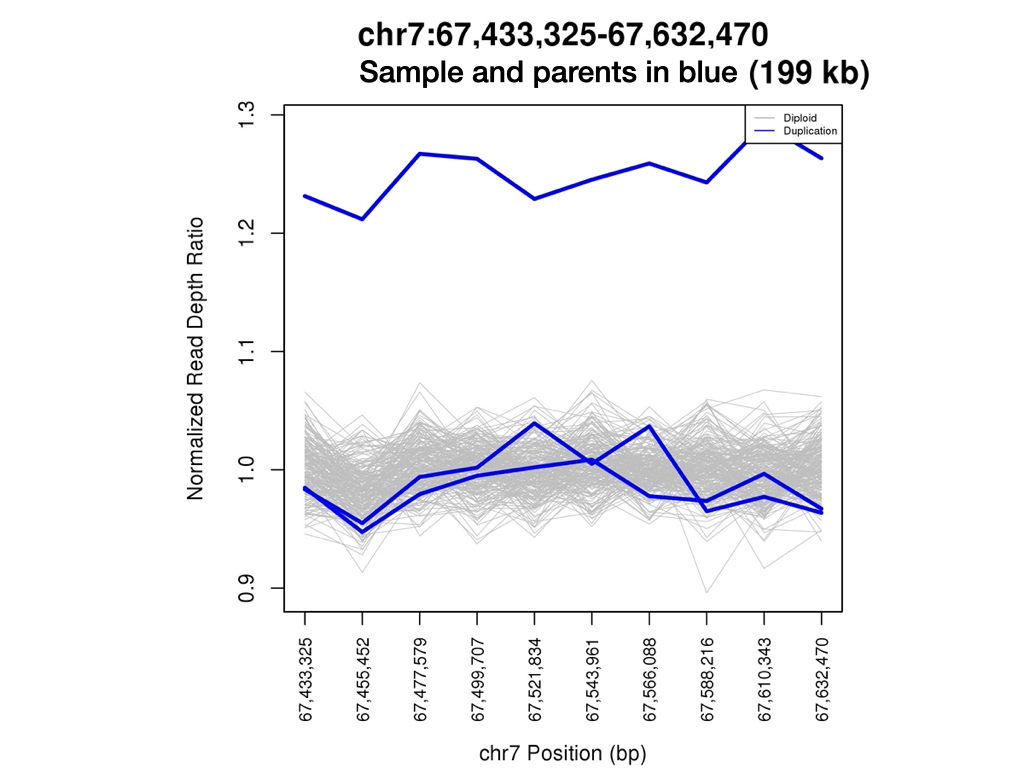 chr7:67,433,325-67,632,470
Sample and parents in blue (199 kb)
Diploid
Duplication
Normalized Read Depth Ratio
1.3
1.2
1.1
1.0
0.9
67,433,325
67,455,452
67,477,579
67,499,707
67,521,834
67,543,961
67,566,088
67,588,216
67,610,343
67,632,470
chr7 Position (bp)